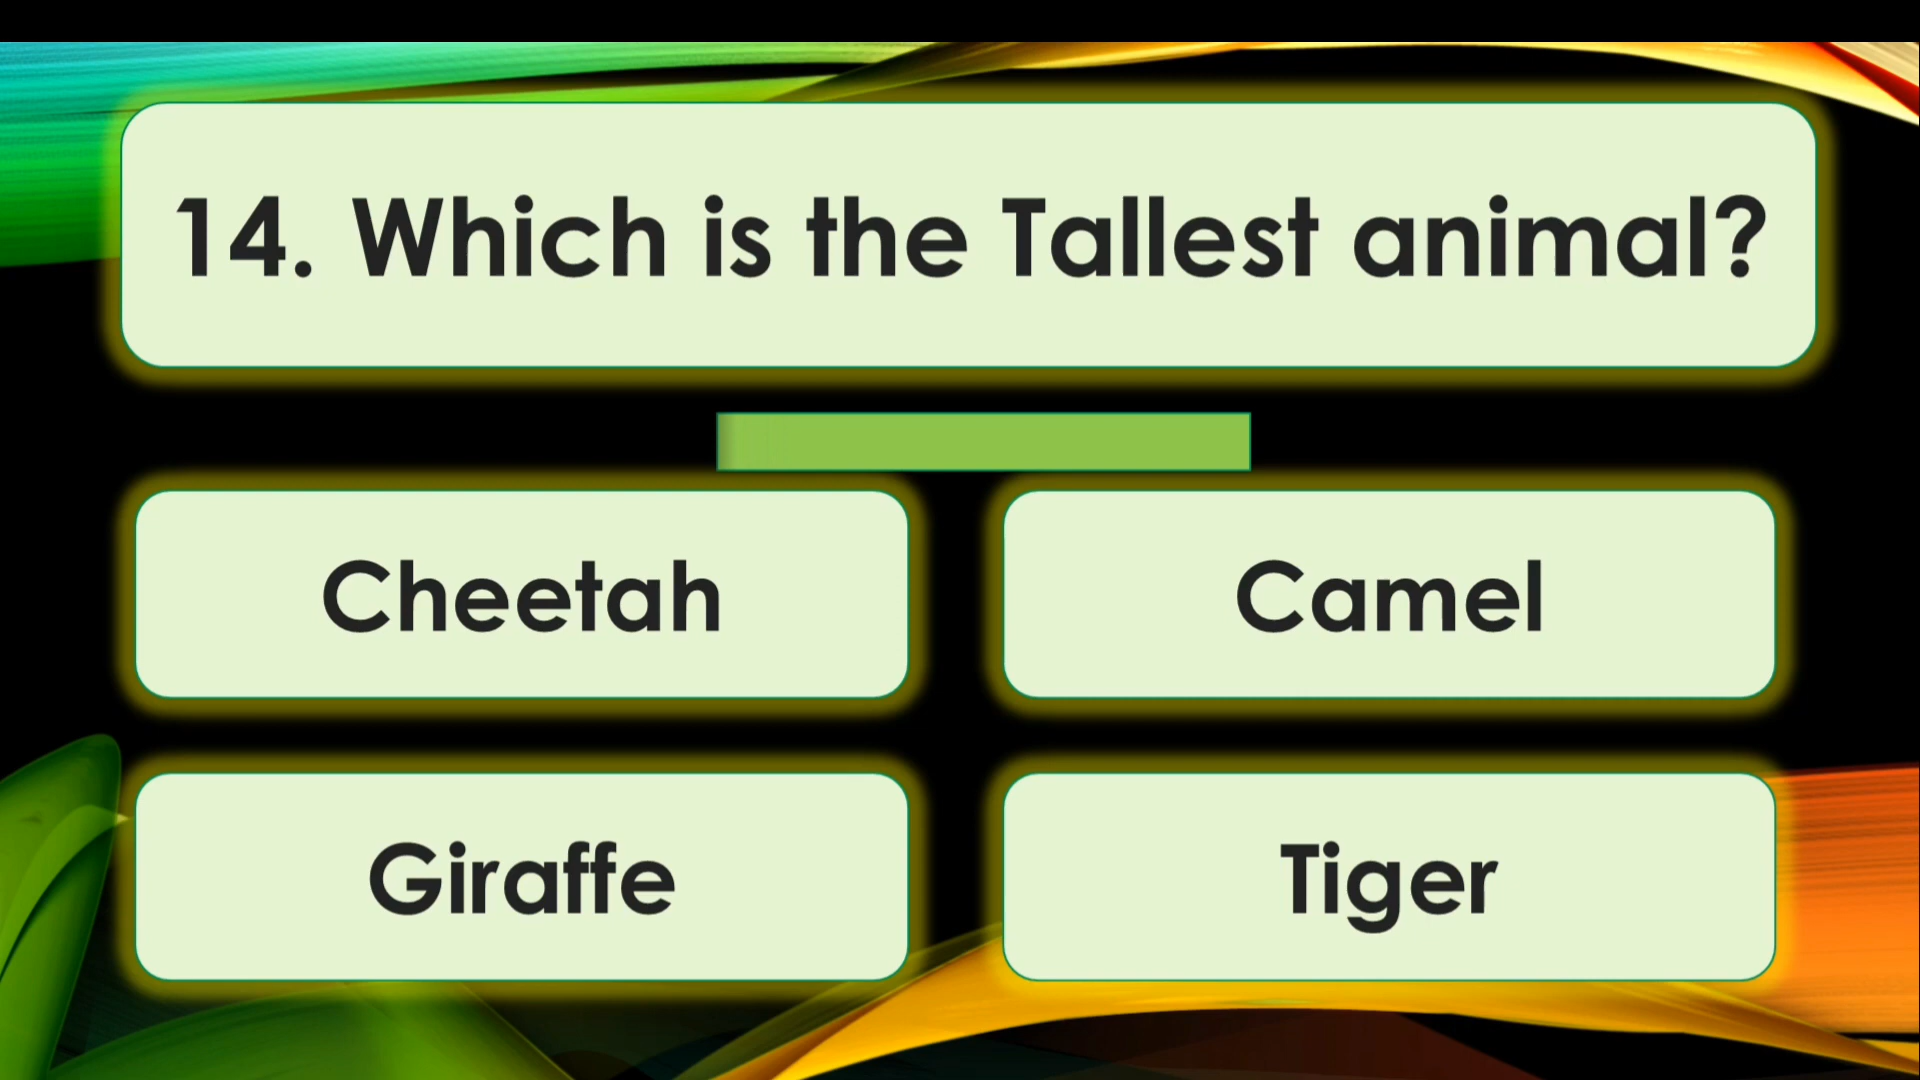 14. Which is the Tallest animal?
Cheetah
Camel
Giraffe
Tiger